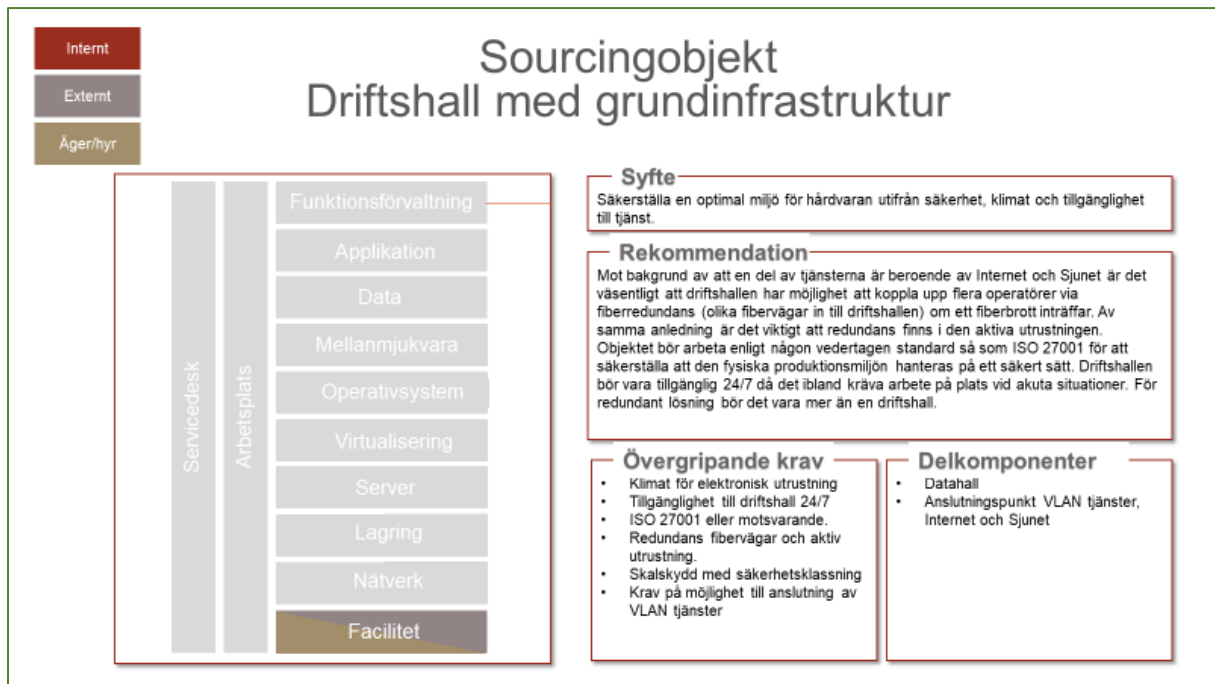 Internt
Externt
Äger/hyr
Sourcingobjekt
Driftshall med grundinfrastruktur
Servicedesk
Arbetsplats
Funktionsförvaltning
Applikation
Data
Mellanmjukvara
Operativsystem
Virtualisering
Server
Lagring
Nätverk
Facilitet
Syfte
Säkerställa en optimal miljö för hårdvaran utifrån säkerhet, klimat och tillgänglighet
till tjänst.
Rekommendation
Mot bakgrund av att en del av tjänsterna är beroende av Internet och Sjunet är det
väsentligt att driftshallen har möjlighet att koppla upp flera operatörer via
fiberredundans (olika fibervägar in till driftshallen) om ett fiberbrott inträffar. Av
samma anledning är det viktigt att redundans finns i den aktiva utrustningen.
Objektet bör arbeta enligt någon vedertagen standard så som ISO 27001 för att
säkerställa att den fysiska produktionsmiljön hanteras på ett säkert sätt. Driftshallen
bör vara tillgänglig 24/7 då det ibland kräva arbete på plats vid akuta situationer. För
redundant lösning bör det vara mer än en driftshall.
Övergripande krav
• Klimat för elektronisk utrustning
• Tillgänglighet till driftshall 24/7
• ISO 27001 eller motsvarande.
• Redundans fibervägar och aktiv
utrustning.
• Skalskydd med säkerhetsklassning
• Krav på möjlighet till anslutning av
VLAN tjänster
Delkomponenter
• Datahall
• Anslutningspunkt VLAN tjänster,
Internet och Sjunet